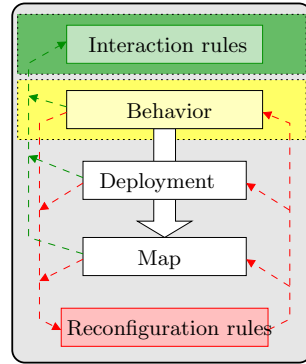 Interaction rules
Behavior
Deployment
Map
Reconfiguration rules